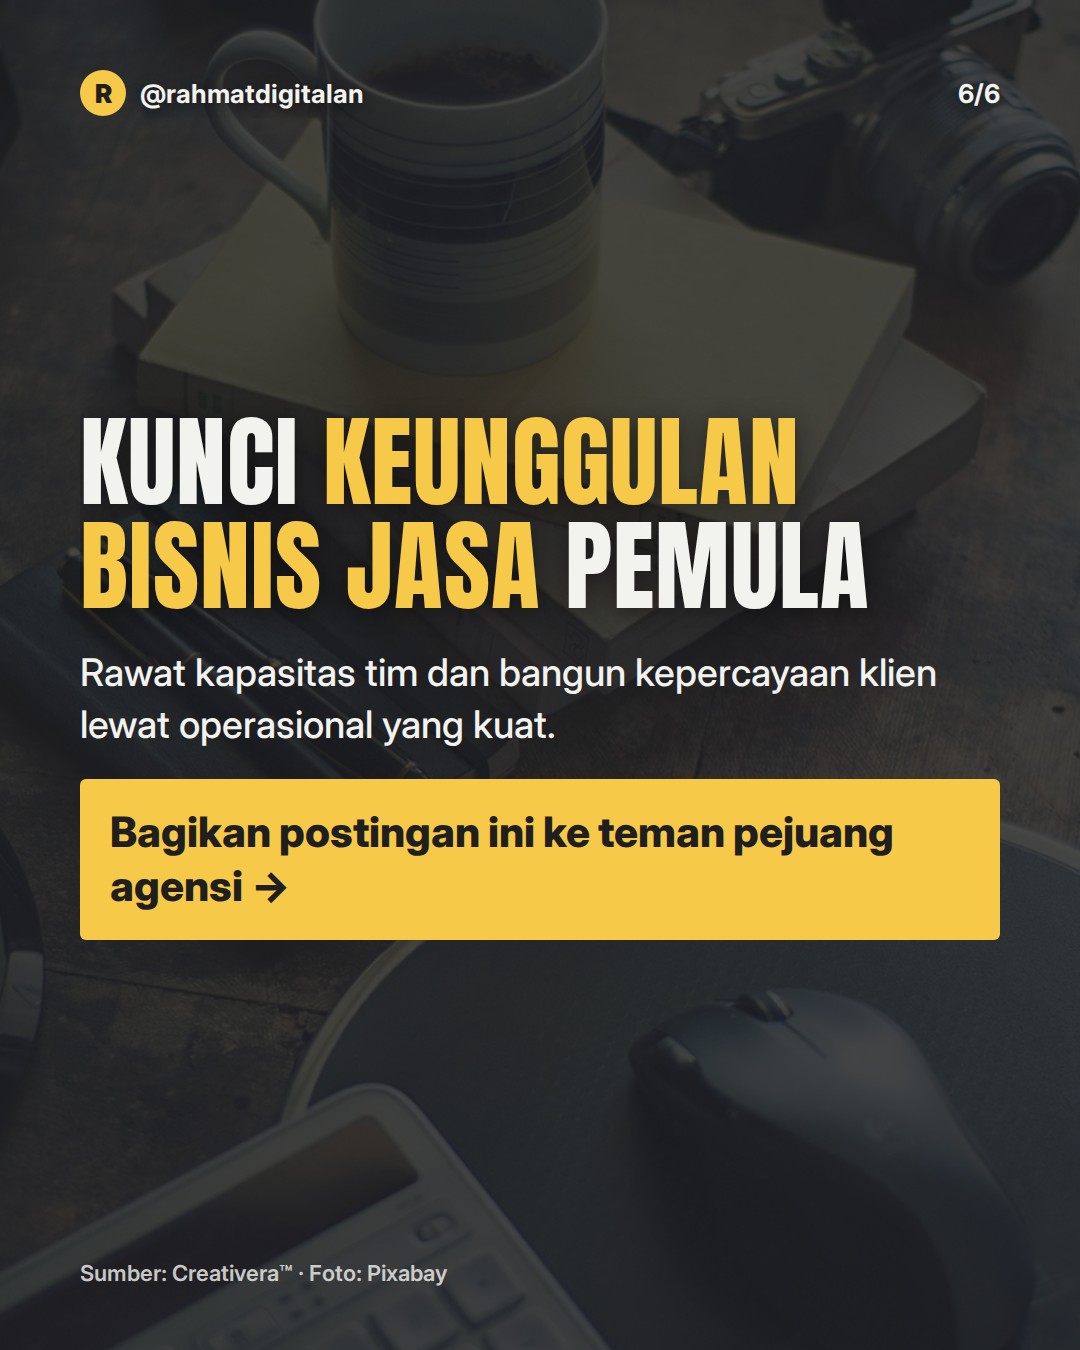 R @rahmatdigitalan
6/6
KUNCI KEUNGGULAN
BISNIS JASA PEMULA
Rawat kapasitas tim dan bangun kepercayaan klien
lewat operasional yang kuat.
Bagikan postingan ini ke teman pejuang
agensi →
Sumber: Creativera™ · Foto: Pixabay